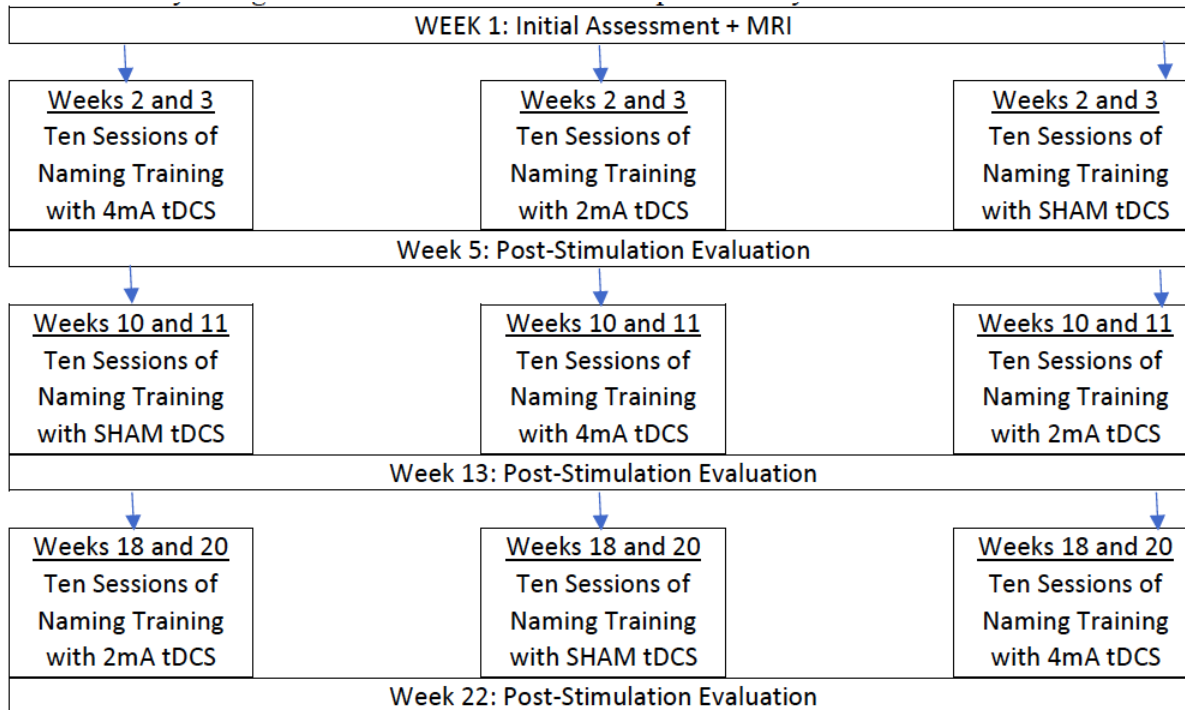 WEEK 1: Initial Assessment + MRI
Weeks 2 and 3
Ten Sessions of
Naming Training
with 4mA tDCS
Weeks 2 and 3
Ten Sessions of
Naming Training
with 2mA tDCS
Weeks 2 and 3
Ten Sessions of
Naming Training
with SHAM tDCS
Week 5: Post-Stimulation Evaluation
Weeks 10 and 11
Ten Sessions of
Naming Training
with SHAM tDCS
Weeks 10 and 11
Ten Sessions of
Naming Training
with 4mA tDCS
Weeks 10 and 11
Ten Sessions of
Naming Training
with 2mA tDCS
Week 13: Post-Stimulation Evaluation
Weeks 18 and 20
Ten Sessions of
Naming Training
with 2mA tDCS
Weeks 18 and 20
Ten Sessions of
Naming Training
with SHAM tDCS
Weeks 18 and 20
Ten Sessions of
Naming Training
with 4mA tDCS
Week 22: Post-Stimulation Evaluation